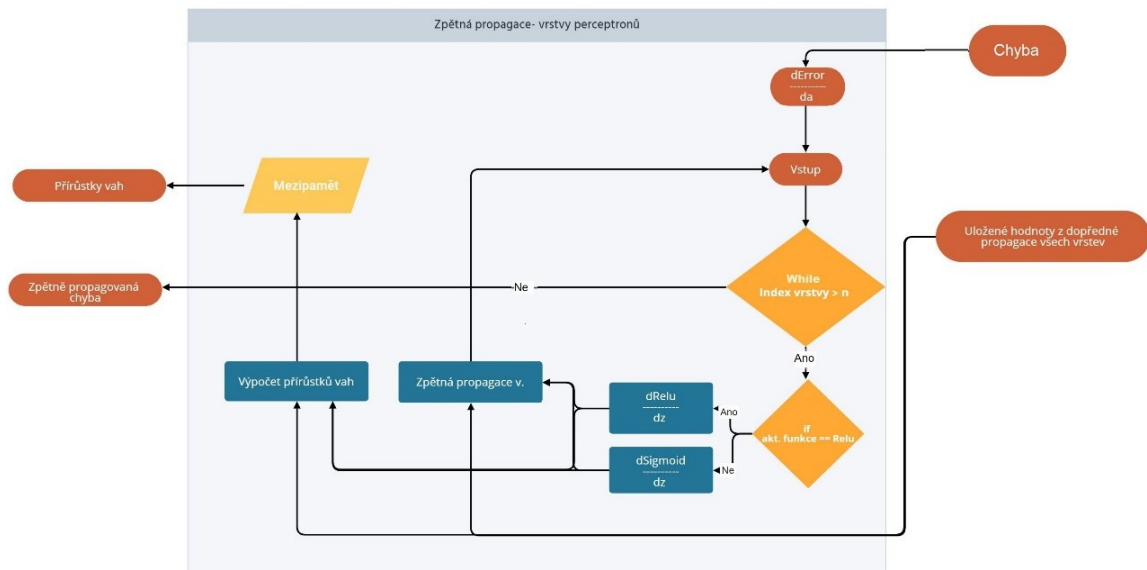 Zpětná propagace- vrstvy perceptronů
Chyba
dError
----------
da
Přírůstky vah
Mezipamět
Vstup
Uložené hodnoty z dopředné
propagace všech vrstev
Zpětně propagovaná
chyba
Ne
While
Index vrstvy > n
Ano
Výpočet přírůstků vah
Zpětná propagace v.
dRelu
----------
dz
Ano
if
akt. funkce == Relu
dSigmoid
----------
dz
Ne